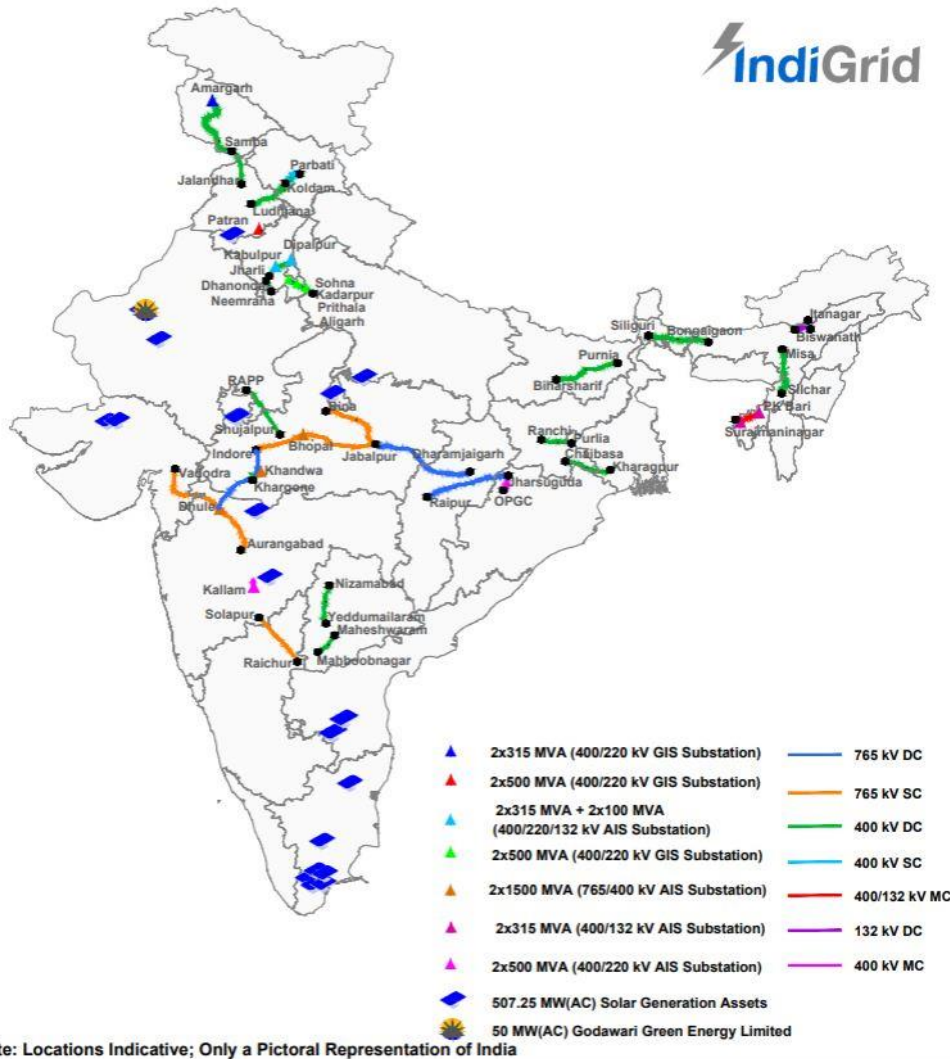 IndiGrid
Amargarh
Samba
Jalandhar
Parbati
Koldam
Ludhiana
Patran
Dipalpur
Kabulpur
Jharli
Dhanonda
Neemrana
Sohna
Kadarpur
Prithala
Aligarh
Itanagar
Siliguri
Bongaigaon
Biswanath
Misa
Purnia
Biharsharif
Silchar
RAPP
P.K Bari
Bina
Surajmaninagar
Shujalpur
Ranchi
Purlia
Bhopal
Jabalpur
Dharamjaigarh
Chaibasa
Indore
Kharagpur
Vadodra
Khandwa
Khargone
Jharsuguda
Raipur
OPGC
Dhule
Aurangabad
Kallam
Nizamabad
Solapur
Yeddumailaram
Maheshwaram
Raichur
Mahboobnagar
2x315 MVA (400/220 kV GIS Substation)
765 kV DC
2x500 MVA (400/220 kV GIS Substation)
765 kV SC
2x315 MVA + 2x100 MVA
(400/220/132 kV AIS Substation)
400 kV DC
2x500 MVA (400/220 kV GIS Substation)
400 kV SC
2x1500 MVA (765/400 kV AIS Substation)
400/132 kV MC
2x315 MVA (400/132 kV AIS Substation)
132 kV DC
2x500 MVA (400/220 kV AIS Substation)
400 kV MC
507.25 MW(AC) Solar Generation Assets
50 MW(AC) Godawari Green Energy Limited
te: Locations Indicative; Only a Pictoral Representation of India